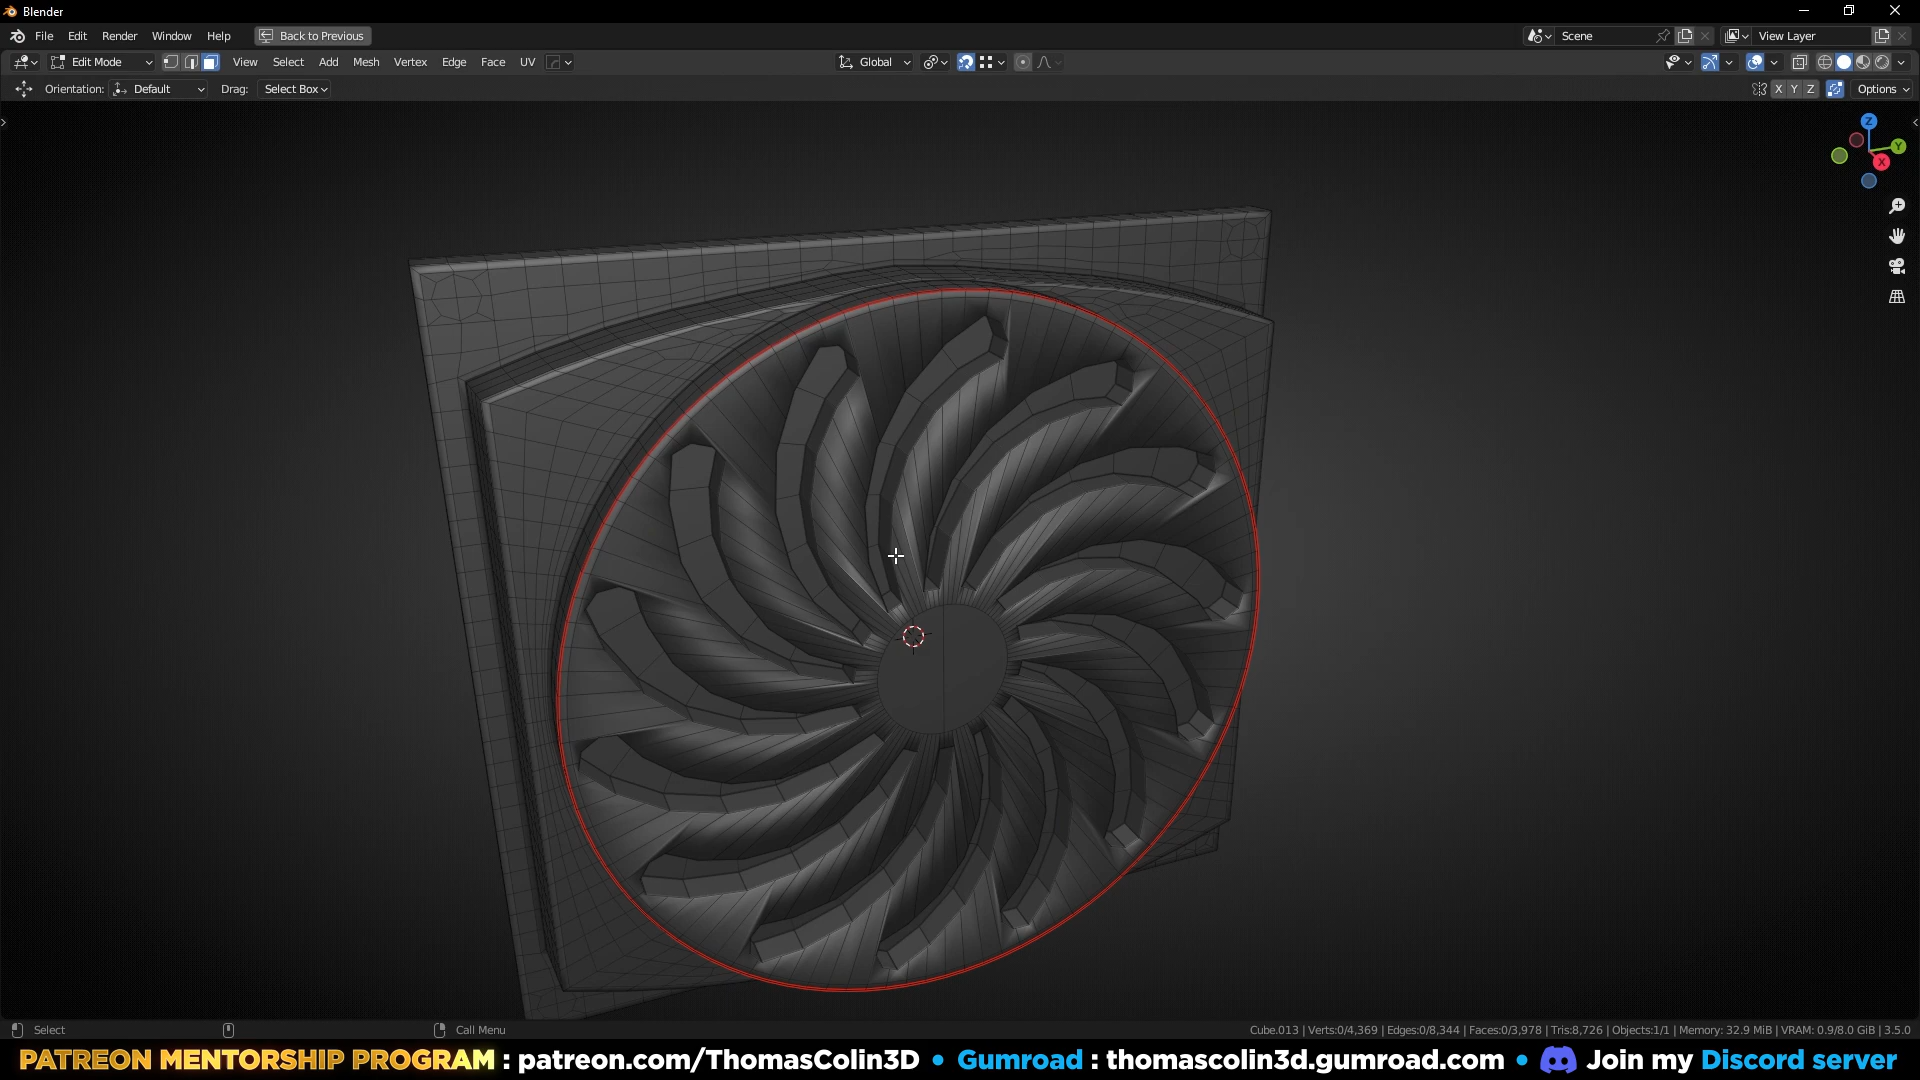 Blender
File Edit Render Window Help Back to Previous Scene View Layer
Edit Mode View Select Add Mesh Vertex Edge Face UV Global
Orientation: Default Drag: Select Box X Y Z Options
Z
Y
X
Select Call Menu Cube.013 | Verts:0/4,369 | Edges:0/8,344 | Faces:0/3,978 | Tris:8,726 | Objects:1/1 | Memory: 32.9 MiB | VRAM: 0.9/8.0 GiB | 3.5.0
PATREON MENTORSHIP PROGRAM : patreon.com/ThomasColin3D • Gumroad : thomascolin3d.gumroad.com • Join my Discord server